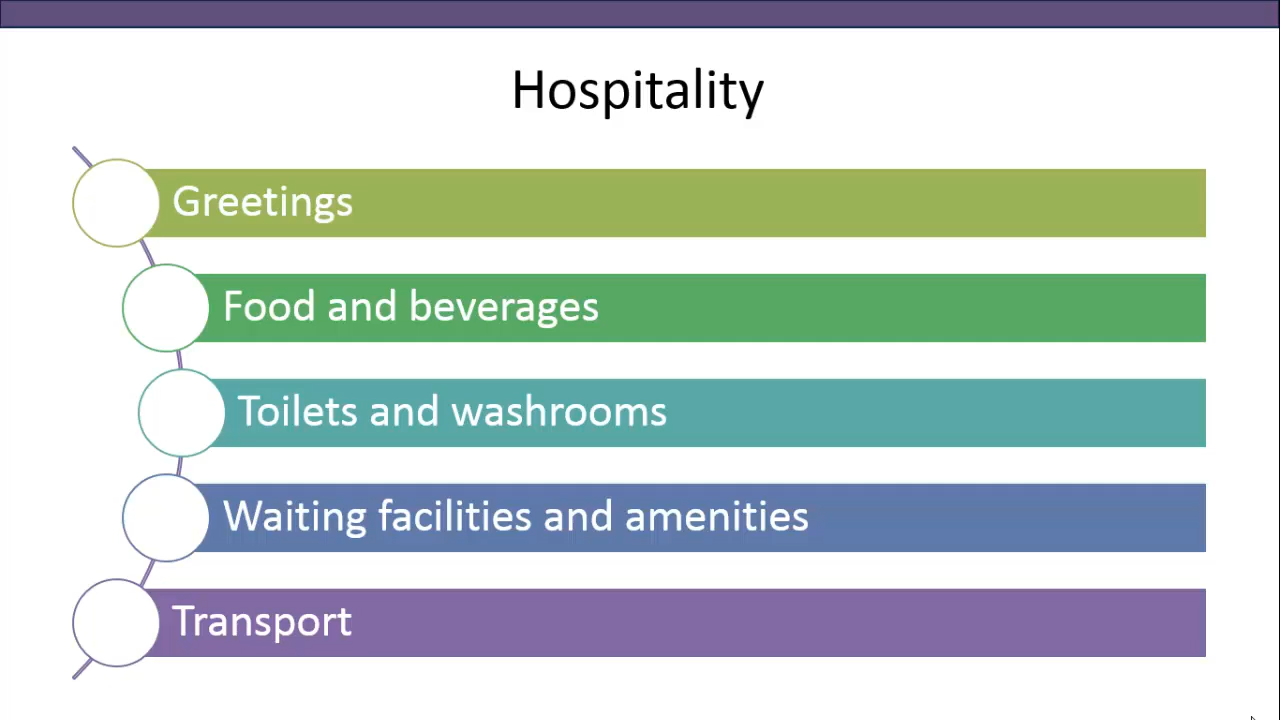 Hospitality
Greetings
Food and beverages
Toilets and washrooms
Waiting facilities and amenities
Transport